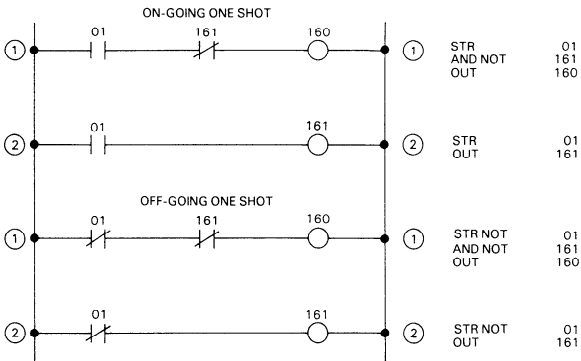 ON-GOING ONE SHOT
01 161 160
1 1 STR 01
AND NOT 161
OUT 160
01 161
2 2 STR 01
OUT 161
OFF-GOING ONE SHOT
01 161 160
1 1 STR NOT 01
AND NOT 161
OUT 160
01 161
2 2 STR NOT 01
OUT 161